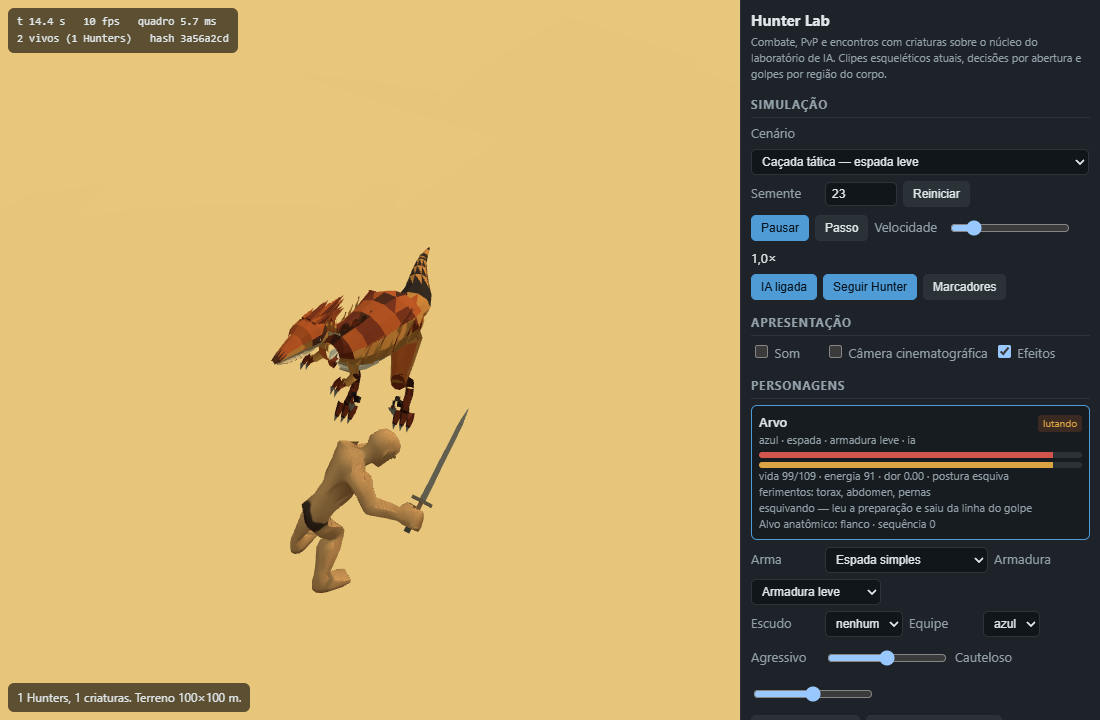 t 14.4 s   10 fps   quadro 5.7 ms
2 vivos (1 Hunters)   hash 3a56a2cd
1 Hunters, 1 criaturas. Terreno 100×100 m.
Hunter Lab
Combate, PvP e encontros com criaturas sobre o núcleo do
laboratório de IA. Clipes esqueléticos atuais, decisões por abertura e
golpes por região do corpo.
SIMULAÇÃO
Cenário
Caçada tática — espada leve
Semente 23 Reiniciar
Pausar Passo Velocidade
1,0×
IA ligada Seguir Hunter Marcadores
APRESENTAÇÃO
Som Câmera cinematográfica Efeitos
PERSONAGENS
Arvo lutando
azul · espada · armadura leve · ia
vida 99/109 · energia 91 · dor 0.00 · postura esquiva
ferimentos: torax, abdomen, pernas
esquivando — leu a preparação e saiu da linha do golpe
Alvo anatômico: flanco · sequência 0
Arma Espada simples Armadura
Armadura leve
Escudo nenhum Equipe azul
Agressivo Cauteloso